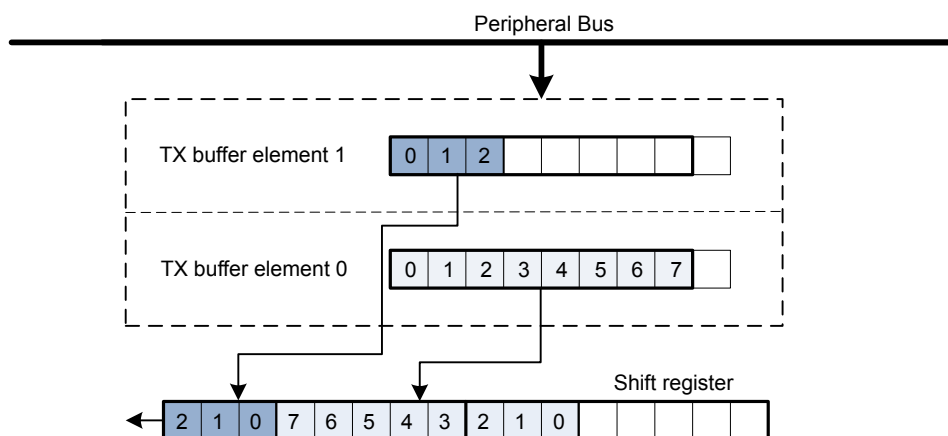 Peripheral Bus
TX buffer element 1 0 1 2
TX buffer element 0 0 1 2 3 4 5 6 7
Shift register
2 1 0 7 6 5 4 3 2 1 0